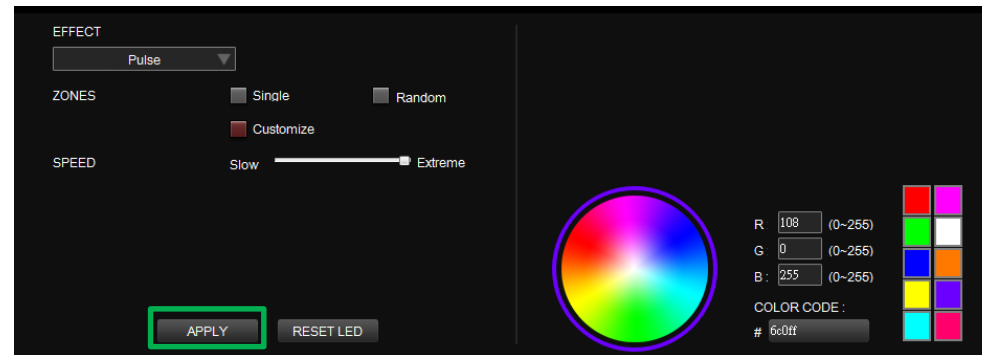 EFFECT
Pulse
ZONES
Single
Random
Customize
SPEED
Slow
Extreme
R 108 (0~255)
G 0 (0~255)
B : 255 (0~255)
COLOR CODE :
# 6c0ff
APPLY
RESET LED